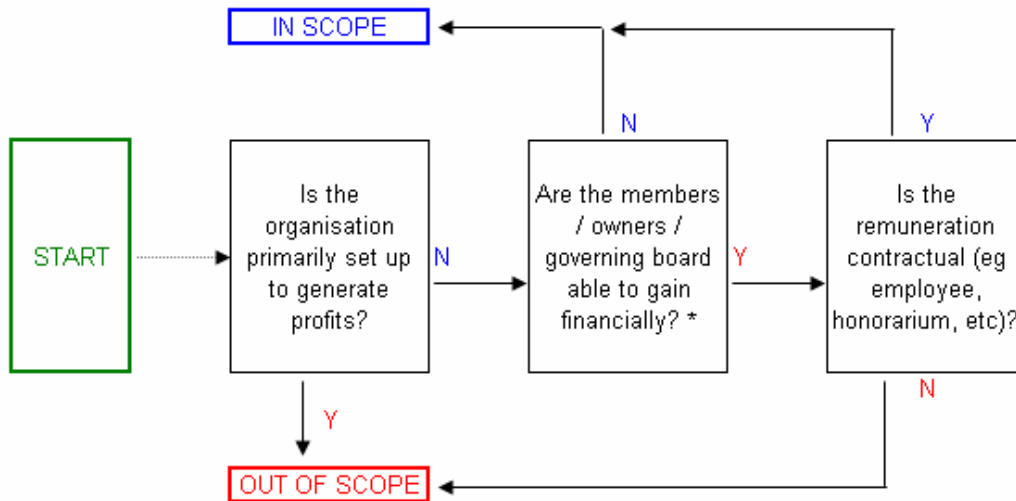 IN SCOPE
N
Y
START
Is the
organisation
primarily set up
to generate
profits?
N
Are the members
/ owners /
governing board
able to gain
financially? *
Y
Is the
remuneration
contractual (eg
employee,
honorarium, etc)?
Y
N
OUT OF SCOPE